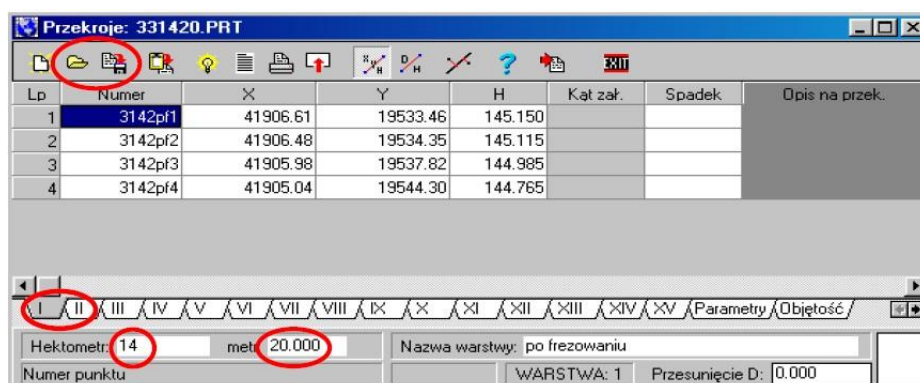 Przekroje: 331420.PRT
EXIT
Lp Numer X Y H Kąt zał. Spadek Opis na przek.
1 3142pf1 41906.61 19533.46 145.150
2 3142pf2 41906.48 19534.35 145.115
3 3142pf3 41905.98 19537.82 144.985
4 3142pf4 41905.04 19544.30 144.765
I II III IV V VI VII VIII IX X XI XII XIII XIV XV Parametry Objętość
Hektometr: 14 metr 20.000 Nazwa warstwy: po frezowaniu
Numer punktu WARSTWA: 1 Przesunięcie D: 0.000